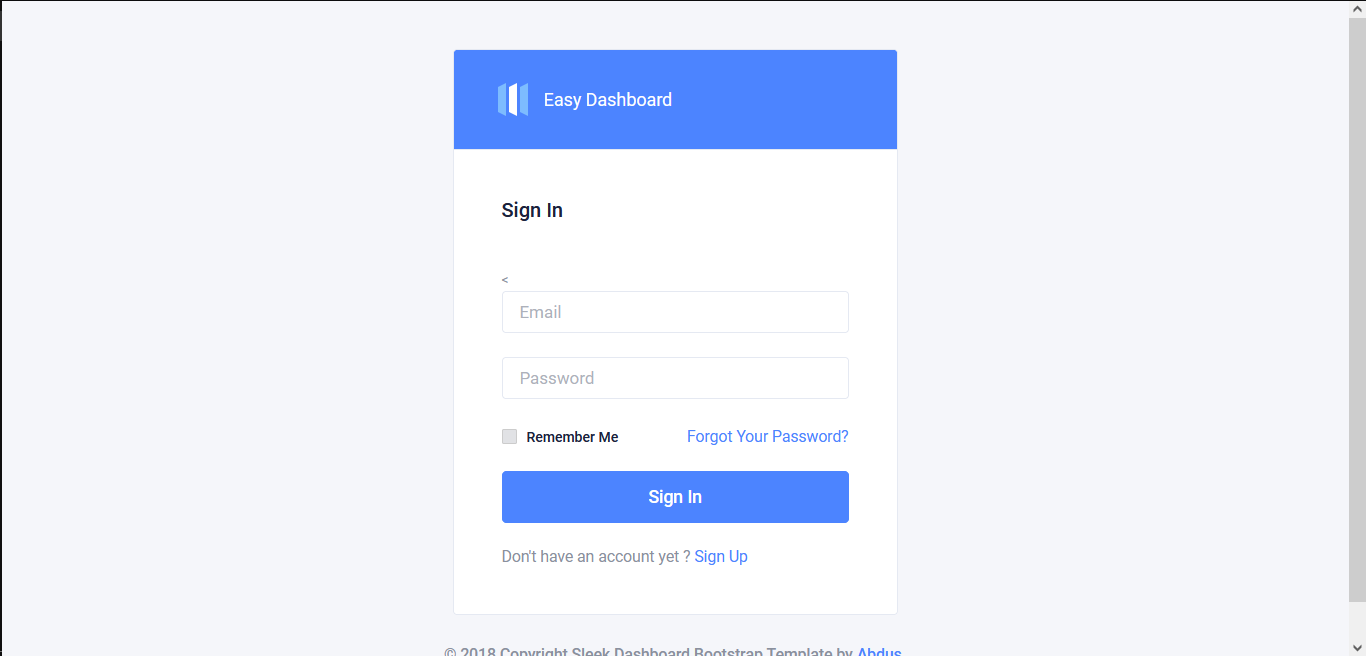 Easy Dashboard
Sign In
<
Email
Password
Remember Me Forgot Your Password?
Sign In
Don't have an account yet ? Sign Up
© 2018 Copyright Sleek Dashboard Bootstrap Template by Abdus